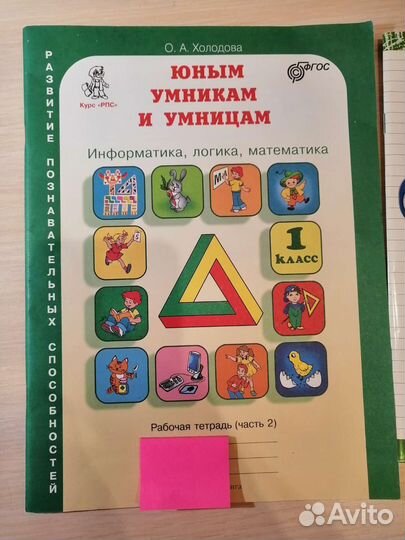 О. А. Холодова
ЮНЫМ
УМНИКАМ
И УМНИЦАМ
Курс «РПС»
ФГОС
Информатика, логика, математика
РАЗВИТИЕ ПОЗНАВАТЕЛЬНЫХ СПОСОБНОСТЕЙ
1
КЛАСС
Рабочая тетрадь (часть 2)
Avito